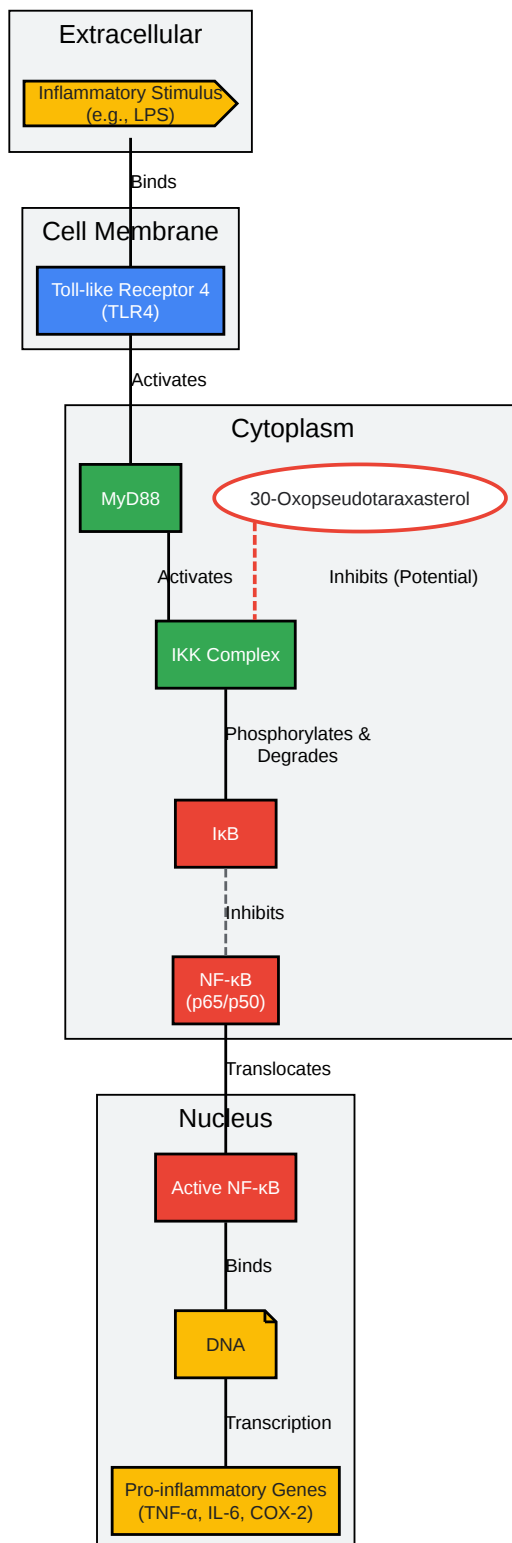 Extracellular
Inflammatory Stimulus
(e.g., LPS)
Binds
Cell Membrane
Toll-like Receptor 4
(TLR4)
Activates
Cytoplasm
MyD88
30-Oxopseudotaraxasterol
Activates
Inhibits (Potential)
IKK Complex
Phosphorylates &
Degrades
IκB
Inhibits
NF-κB
(p65/p50)
Translocates
Nucleus
Active NF-κB
Binds
DNA
Transcription
Pro-inflammatory Genes
(TNF-α, IL-6, COX-2)